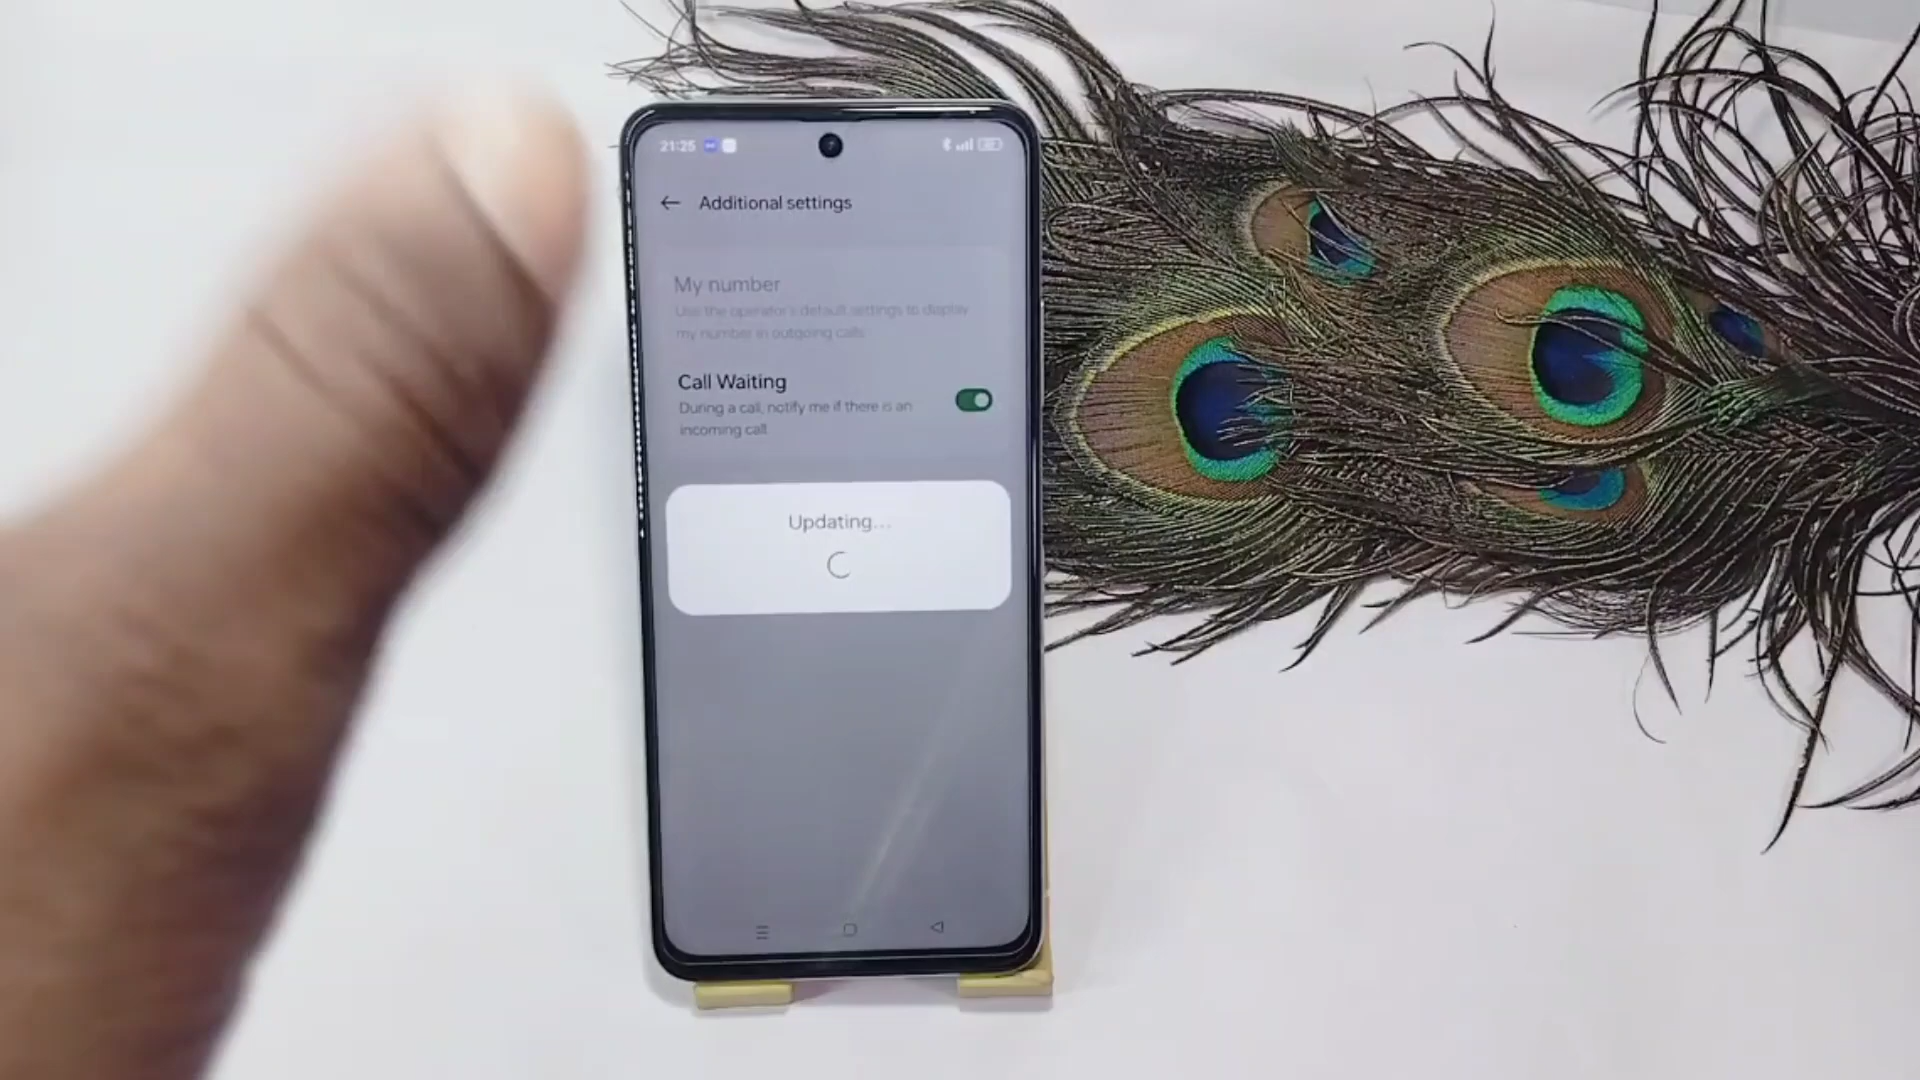 21:25
Additional settings
My number
Use the operator's default settings to display
my number in outgoing calls
Call Waiting
During a call, notify me if there is an
incoming call
Updating...